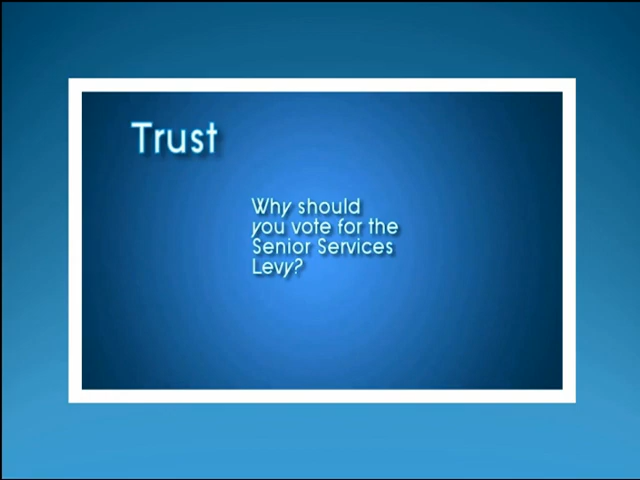 Trust
Why should
you vote for the
Senior Services
Levy?